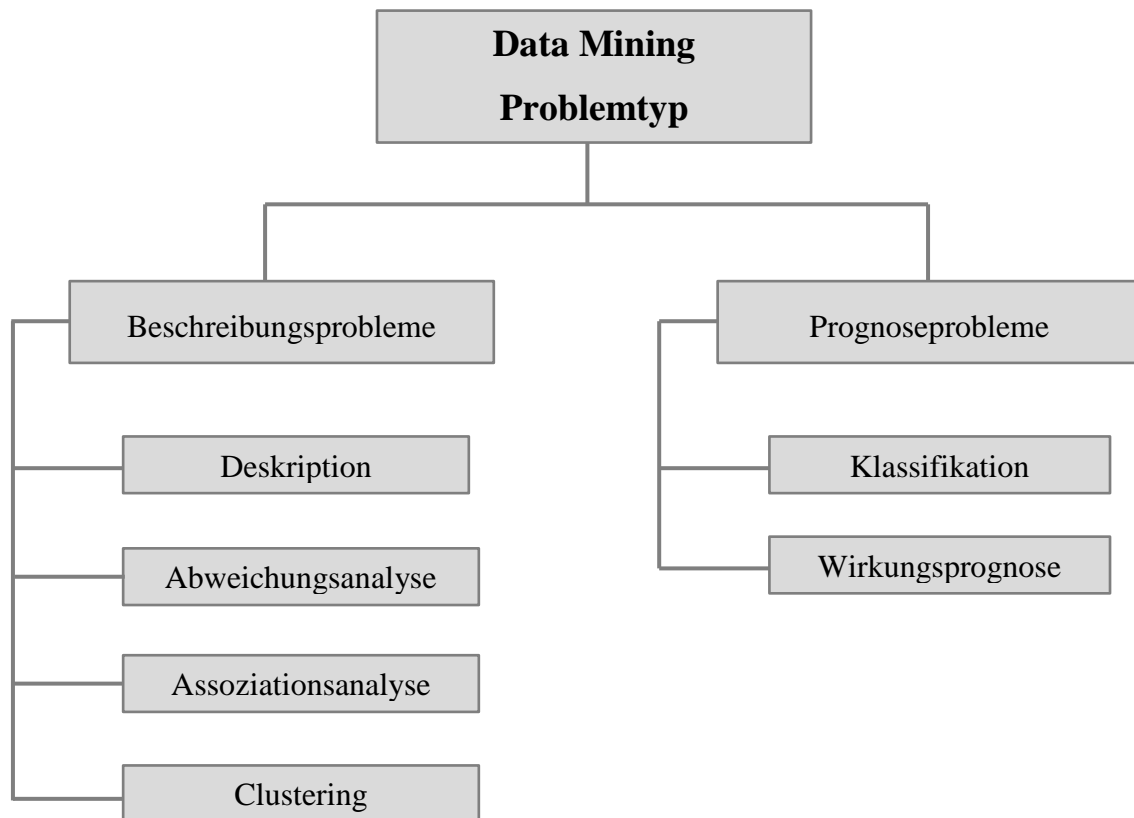 Data Mining
Problemtyp
Beschreibungsprobleme
Prognoseprobleme
Deskription
Klassifikation
Abweichungsanalyse
Wirkungsprognose
Assoziationsanalyse
Clustering